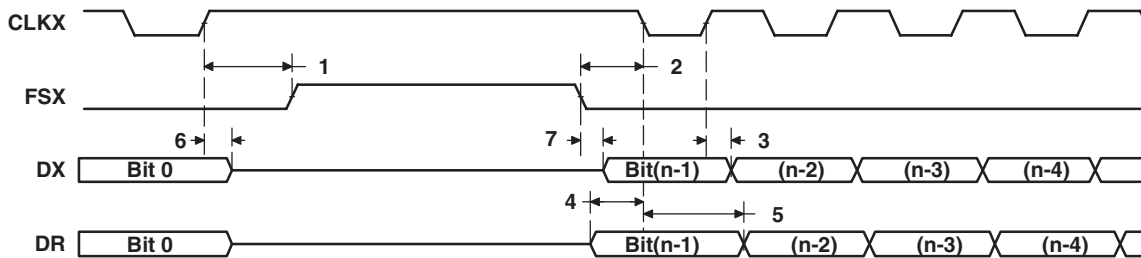 CLKX
1 2
FSX
6 7 3
DX Bit 0 Bit(n-1) (n-2) (n-3) (n-4)
4 5
DR Bit 0 Bit(n-1) (n-2) (n-3) (n-4)